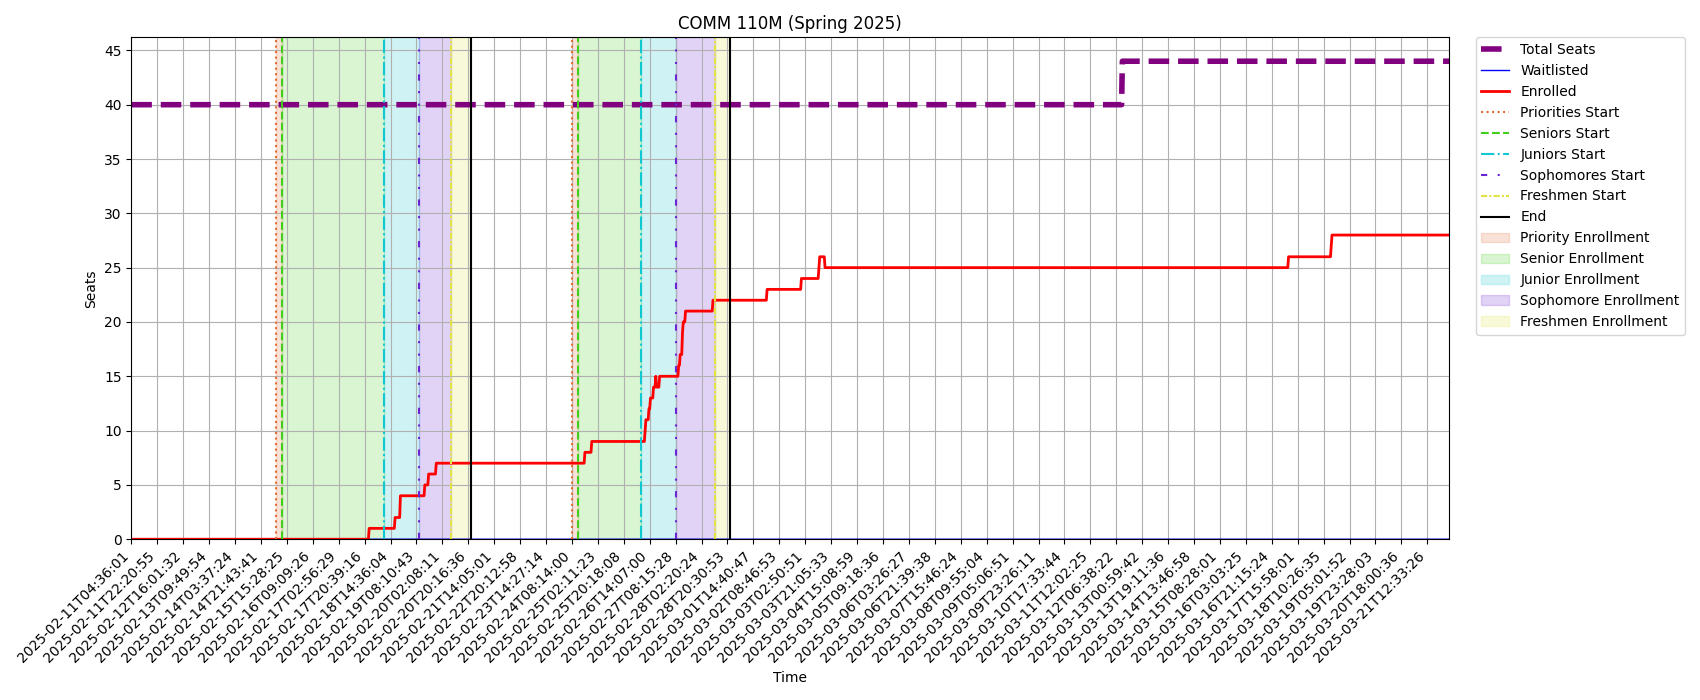 COMM 110M (Spring 2025)
45
40
35
30
25
20
15
10
5
0
Seats
2025-02-11T04:36:01
2025-02-11T22:20:55
2025-02-12T16:01:32
2025-02-13T09:49:54
2025-02-14T03:37:24
2025-02-14T21:43:41
2025-02-15T15:28:25
2025-02-16T09:09:26
2025-02-17T02:56:29
2025-02-17T20:39:16
2025-02-18T14:36:04
2025-02-19T08:10:43
2025-02-20T02:08:11
2025-02-20T20:16:36
2025-02-21T14:05:01
2025-02-22T20:12:58
2025-02-23T14:27:14
2025-02-24T08:14:00
2025-02-25T02:11:23
2025-02-25T20:18:08
2025-02-26T14:07:00
2025-02-27T08:15:28
2025-02-28T02:20:24
2025-02-28T20:30:53
2025-03-01T14:40:47
2025-03-02T08:46:53
2025-03-03T02:50:51
2025-03-03T21:05:33
2025-03-04T15:08:59
2025-03-05T09:18:36
2025-03-06T03:26:27
2025-03-06T21:39:38
2025-03-07T15:46:24
2025-03-08T09:55:04
2025-03-09T05:06:51
2025-03-09T23:26:11
2025-03-10T17:33:44
2025-03-11T12:02:25
2025-03-12T06:38:22
2025-03-13T00:59:42
2025-03-13T19:11:36
2025-03-14T13:46:58
2025-03-15T08:28:01
2025-03-16T03:03:25
2025-03-16T21:15:24
2025-03-17T15:58:01
2025-03-18T10:26:35
2025-03-19T05:01:52
2025-03-19T23:28:03
2025-03-20T18:00:36
2025-03-21T12:33:26
Time
Total Seats
Waitlisted
Enrolled
Priorities Start
Seniors Start
Juniors Start
Sophomores Start
Freshmen Start
End
Priority Enrollment
Senior Enrollment
Junior Enrollment
Sophomore Enrollment
Freshmen Enrollment